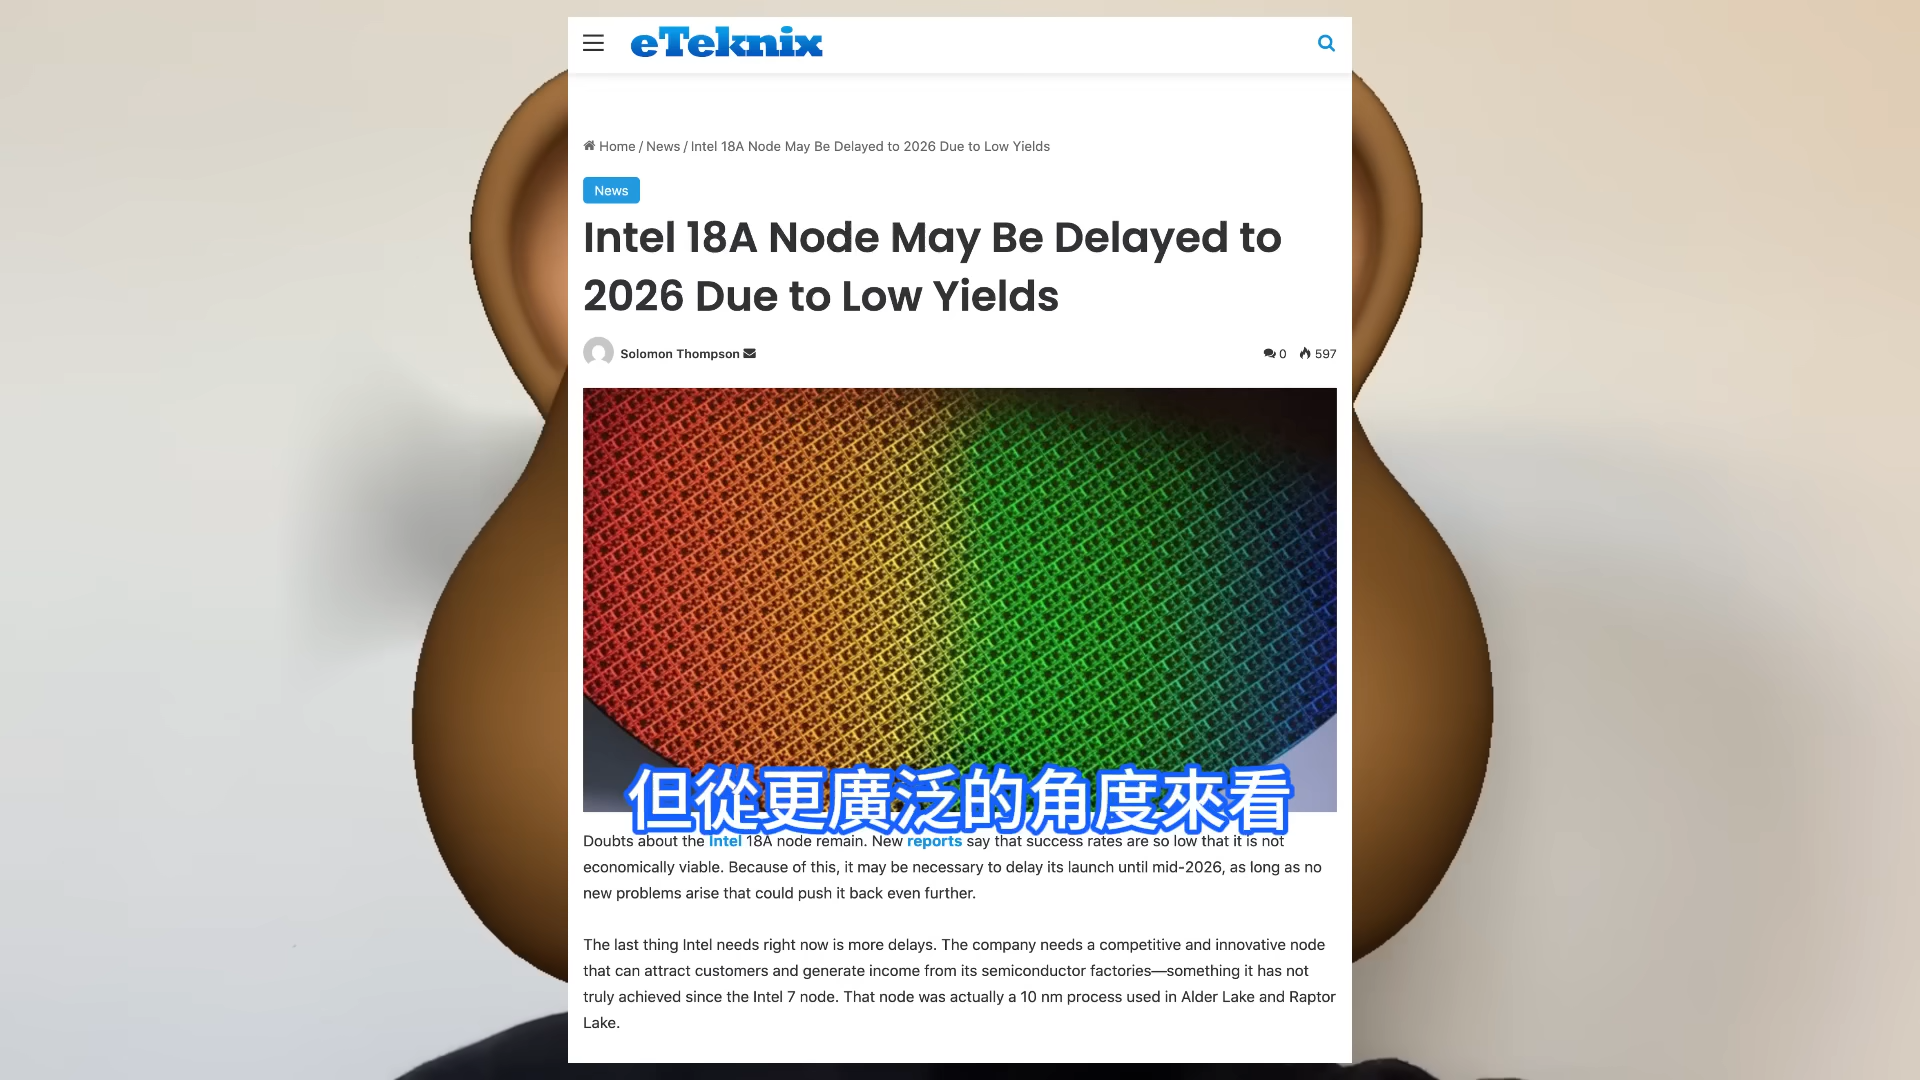 eTeknix
Home / News / Intel 18A Node May Be Delayed to 2026 Due to Low Yields
News
Intel 18A Node May Be Delayed to
2026 Due to Low Yields
Solomon Thompson
0 597
但從更廣泛的角度來看
Doubts about the Intel 18A node remain. New reports say that success rates are so low that it is not
economically viable. Because of this, it may be necessary to delay its launch until mid-2026, as long as no
new problems arise that could push it back even further.
The last thing Intel needs right now is more delays. The company needs a competitive and innovative node
that can attract customers and generate income from its semiconductor factories—something it has not
truly achieved since the Intel 7 node. That node was actually a 10 nm process used in Alder Lake and Raptor
Lake.